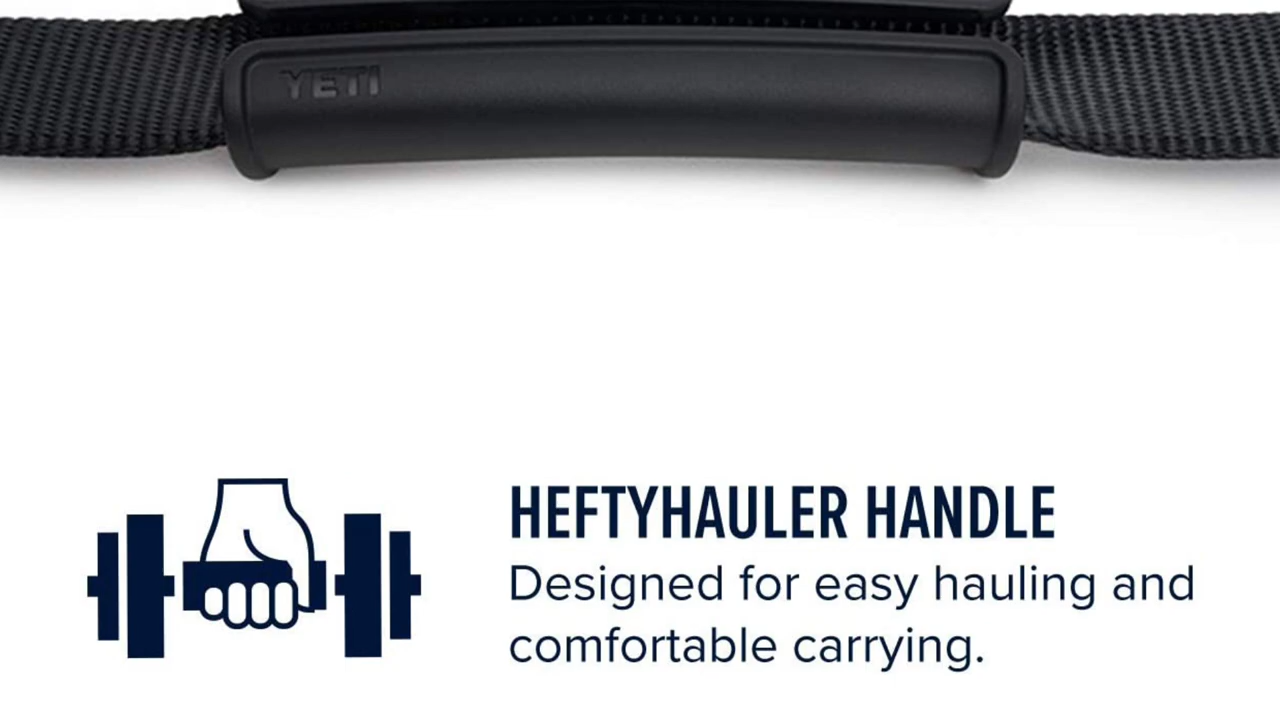 YETI
HEFTYHAULER HANDLE
Designed for easy hauling and
comfortable carrying.